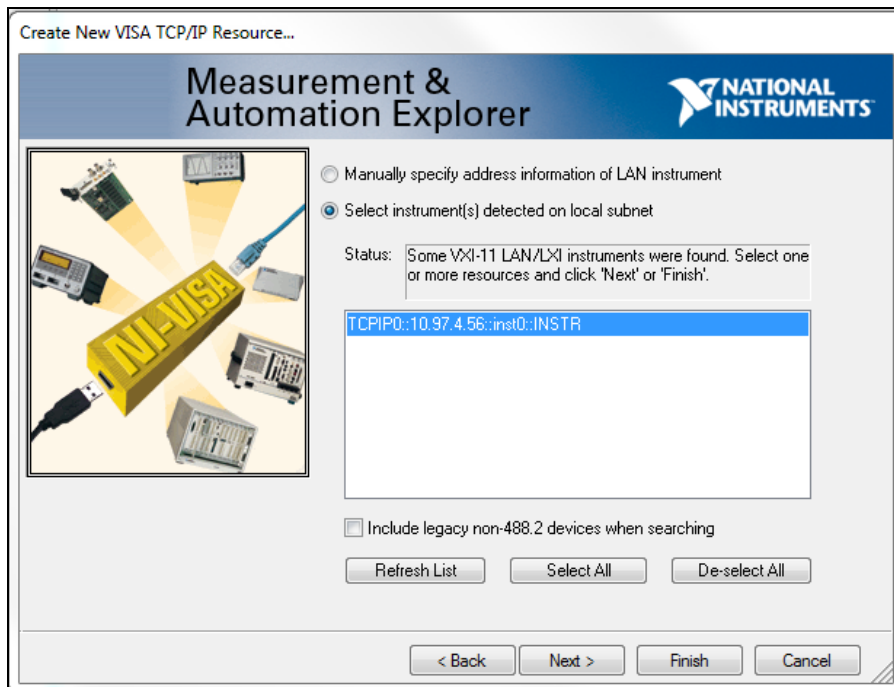 Create New VISA TCP/IP Resource...
Measurement &
Automation Explorer
NATIONAL
INSTRUMENTS
NI-VISA
Manually specify address information of LAN instrument
Select instrument(s) detected on local subnet
Status:
Some VXI-11 LAN/LXI instruments were found. Select one
or more resources and click 'Next' or 'Finish'.
TCPIP0::10.97.4.56::inst0::INSTR
Include legacy non-488.2 devices when searching
Refresh List
Select All
De-select All
< Back
Next >
Finish
Cancel